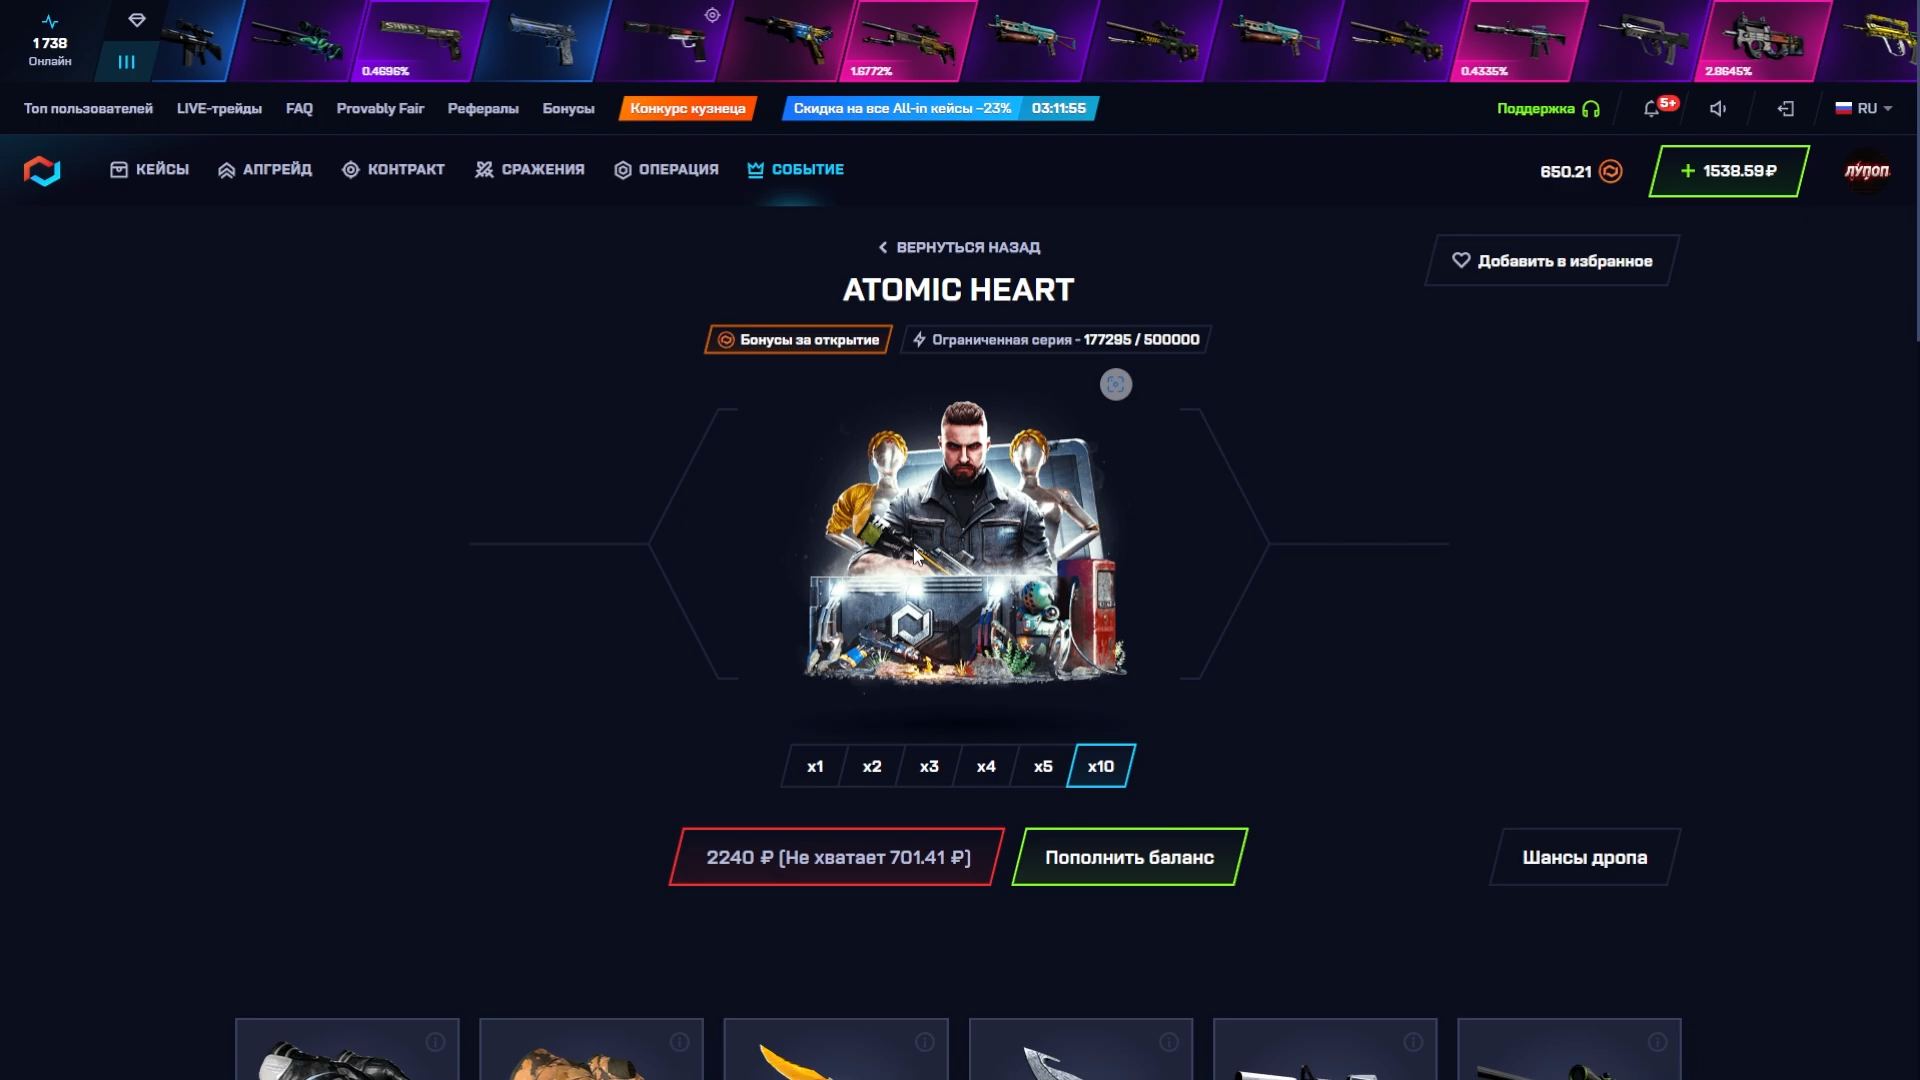 1 738
Онлайн
0.4696%
1.6772%
0.4335%
2.8645%
Топ пользователей
LIVE-трейды
FAQ
Provably Fair
Рефералы
Бонусы
Конкурс кузнеца
Скидка на все All-in кейсы -23%
03:11:55
Поддержка
5+
RU
КЕЙСЫ
АПГРЕЙД
КОНТРАКТ
СРАЖЕНИЯ
ОПЕРАЦИЯ
СОБЫТИЕ
650.21
+ 1538.59₽
ЛУПОП
ВЕРНУТЬСЯ НАЗАД
Добавить в избранное
ATOMIC HEART
Бонусы за открытие
Ограниченная серия - 177295 / 500000
x1
x2
x3
x4
x5
x10
2240 ₽ (Не хватает 701.41 ₽)
Пополнить баланс
Шансы дропа